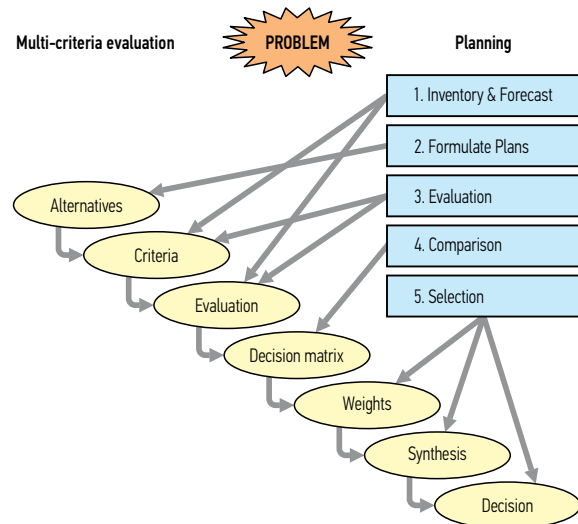 Multi-criteria evaluation
PROBLEM
Planning
1. Inventory & Forecast
2. Formulate Plans
3. Evaluation
4. Comparison
5. Selection
Alternatives
Criteria
Evaluation
Decision matrix
Weights
Synthesis
Decision